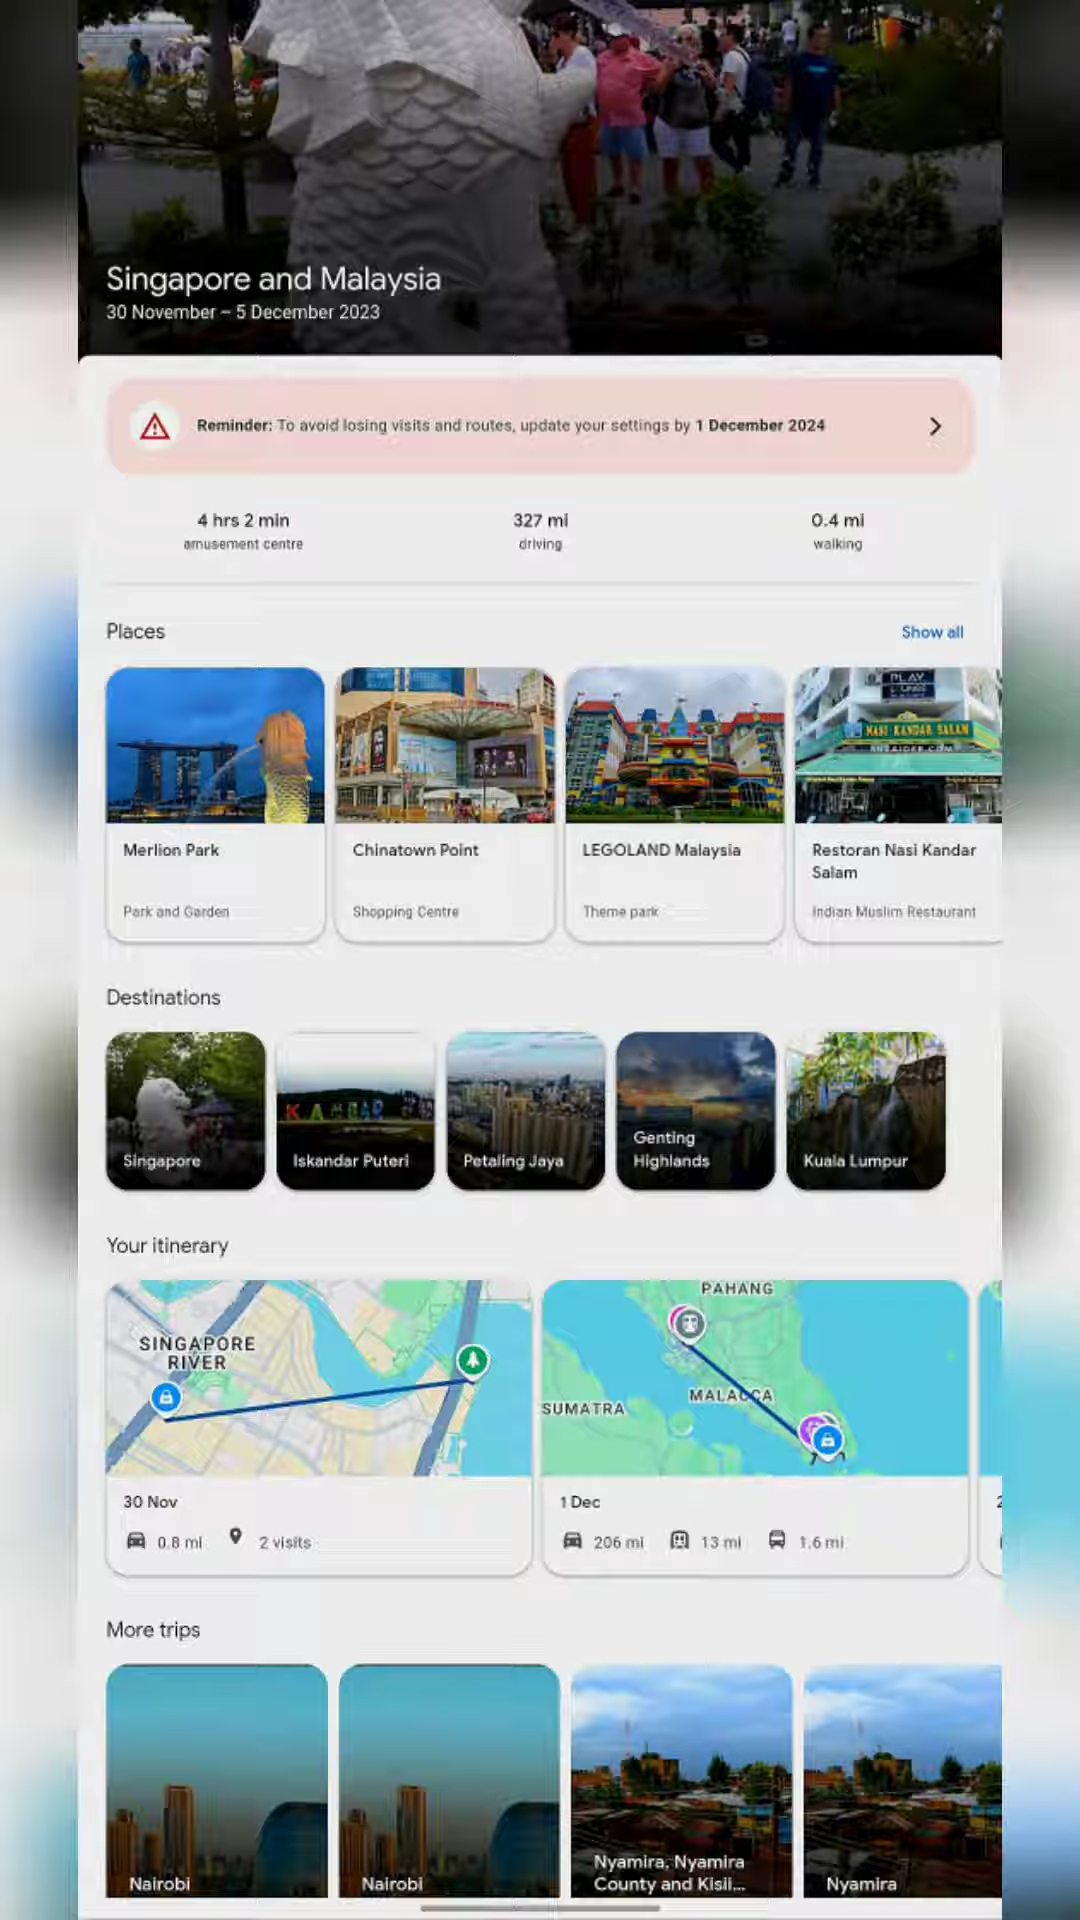 Singapore and Malaysia
30 November – 5 December 2023
Reminder: To avoid losing visits and routes, update your settings by 1 December 2024
4 hrs 2 min
amusement centre
327 mi
driving
0.4 mi
walking
Places
Show all
PLAY
NASI KANDAR SALAM
Merlion Park
Park and Garden
Chinatown Point
Shopping Centre
LEGOLAND Malaysia
Theme park
Restoran Nasi Kandar
Salam
Indian Muslim Restaurant
Destinations
Singapore
Iskandar Puteri
Petaling Jaya
Genting
Highlands
Kuala Lumpur
Your itinerary
SINGAPORE
RIVER
PAHANG
MALACCA
SUMATRA
30 Nov
0.8 mi
2 visits
1 Dec
206 mi
13 mi
1.6 mi
More trips
Nairobi
Nairobi
Nyamira, Nyamira
County and Kisii...
Nyamira